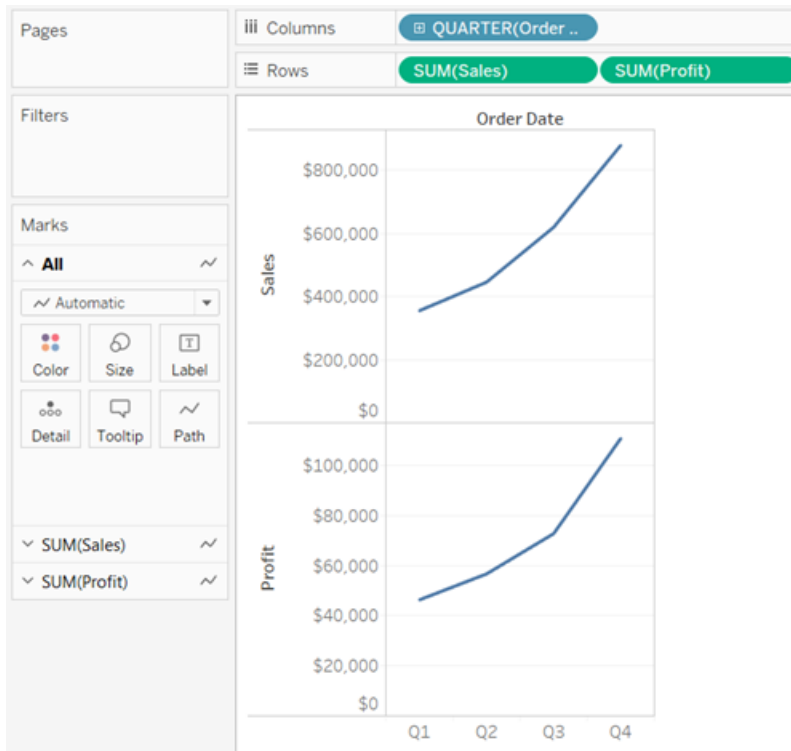 Pages
Columns
QUARTER(Order ..
Rows
SUM(Sales) SUM(Profit)
Filters
Marks
All
Automatic
Color Size Label
Detail Tooltip Path
SUM(Sales)
SUM(Profit)
Order Date
Sales
$800,000
$600,000
$400,000
$200,000
$0
Profit
$100,000
$80,000
$60,000
$40,000
$20,000
$0
Q1 Q2 Q3 Q4